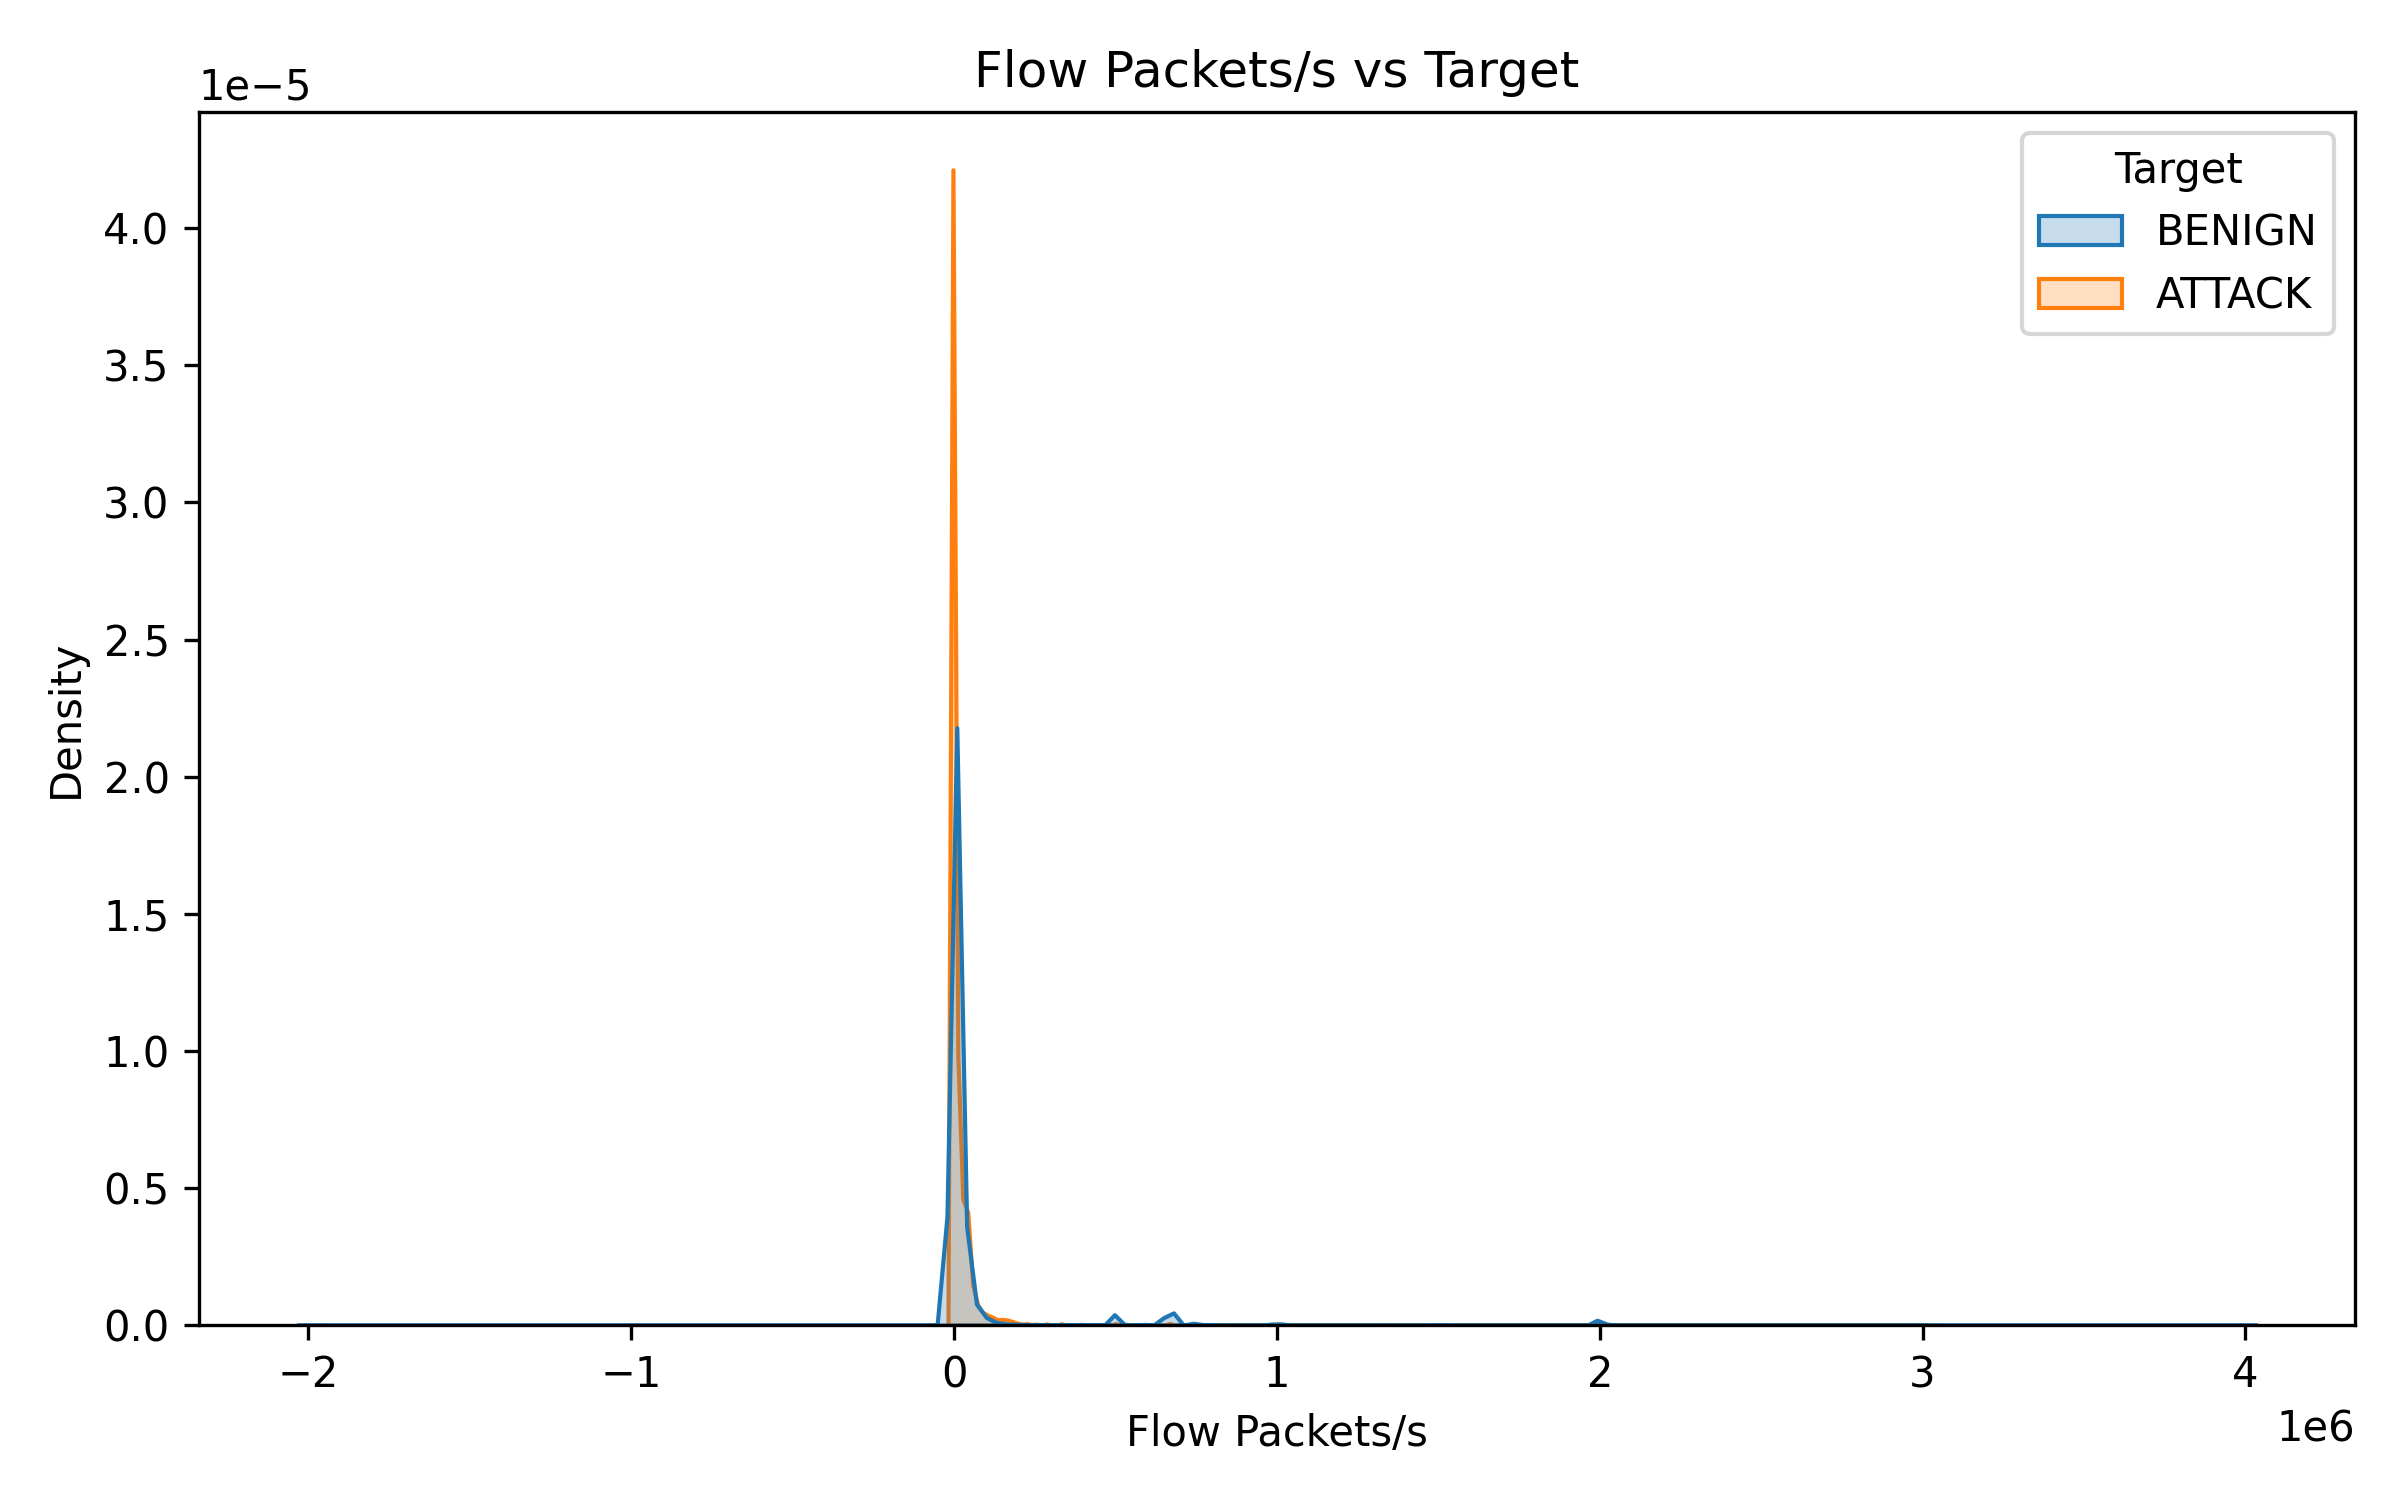 Flow Packets/s vs Target
1e−5
Target
BENIGN
ATTACK
4.0
3.5
3.0
2.5
2.0
1.5
1.0
0.5
0.0
Density
−2 −1 0 1 2 3 4
Flow Packets/s
1e6